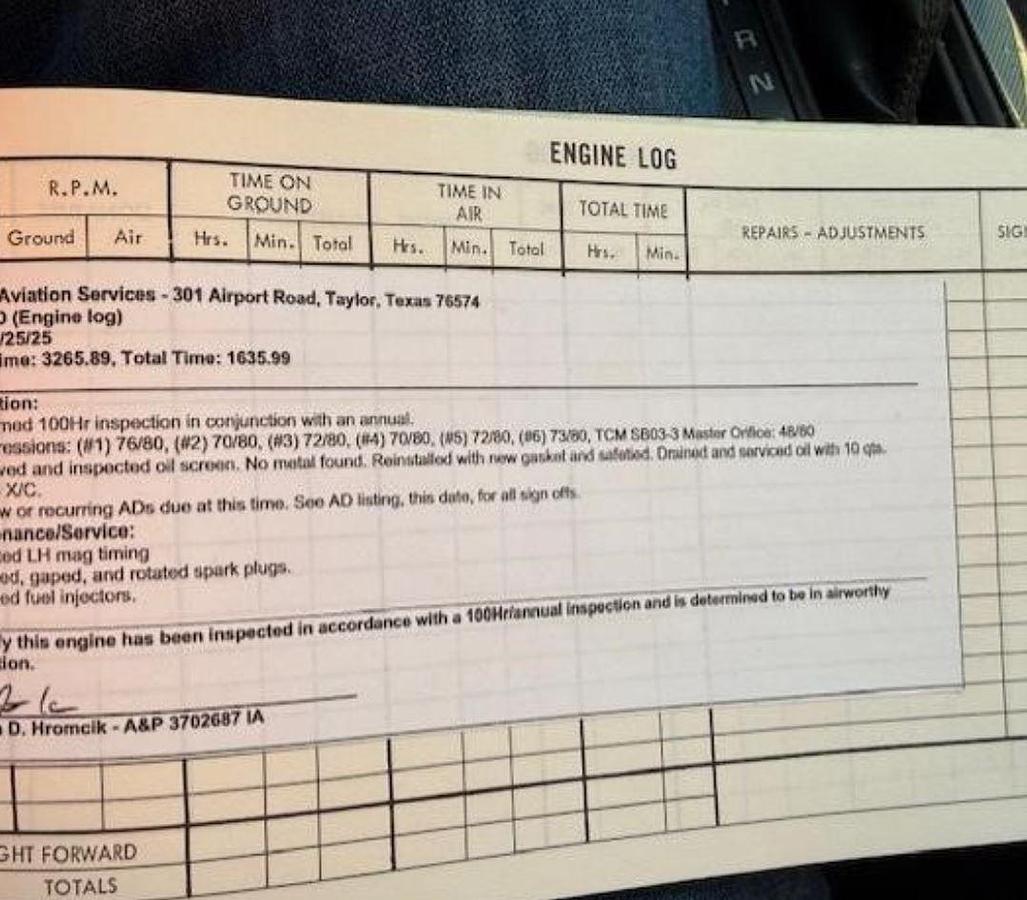 R
N
ENGINE LOG
R.P.M.
TIME ON GROUND
TIME IN AIR
TOTAL TIME
REPAIRS - ADJUSTMENTS
SIG
Ground Air Hrs. Min. Total Hrs. Min. Total Hrs. Min.
Aviation Services - 301 Airport Road, Taylor, Texas 76574
(Engine log)
/25/25
ime: 3265.89, Total Time: 1635.99
tion:
med 100Hr inspection in conjunction with an annual.
ressions: (#1) 76/80, (#2) 70/80, (#3) 72/80, (#4) 70/80, (#5) 72/80, (#6) 73/80, TCM SB03-3 Master Orifice: 48/80
ved and inspected oil screen. No metal found. Reinstalled with new gasket and safetied. Drained and serviced oil with 10 qts.
X/C.
w or recurring ADs due at this time. See AD listing, this date, for all sign offs.
nance/Service:
ed LH mag timing
ed, gaped, and rotated spark plugs.
ed fuel injectors.
y this engine has been inspected in accordance with a 100Hr/annual inspection and is determined to be in airworthy
tion.
D. Hromcik - A&P 3702687 IA
GHT FORWARD
TOTALS